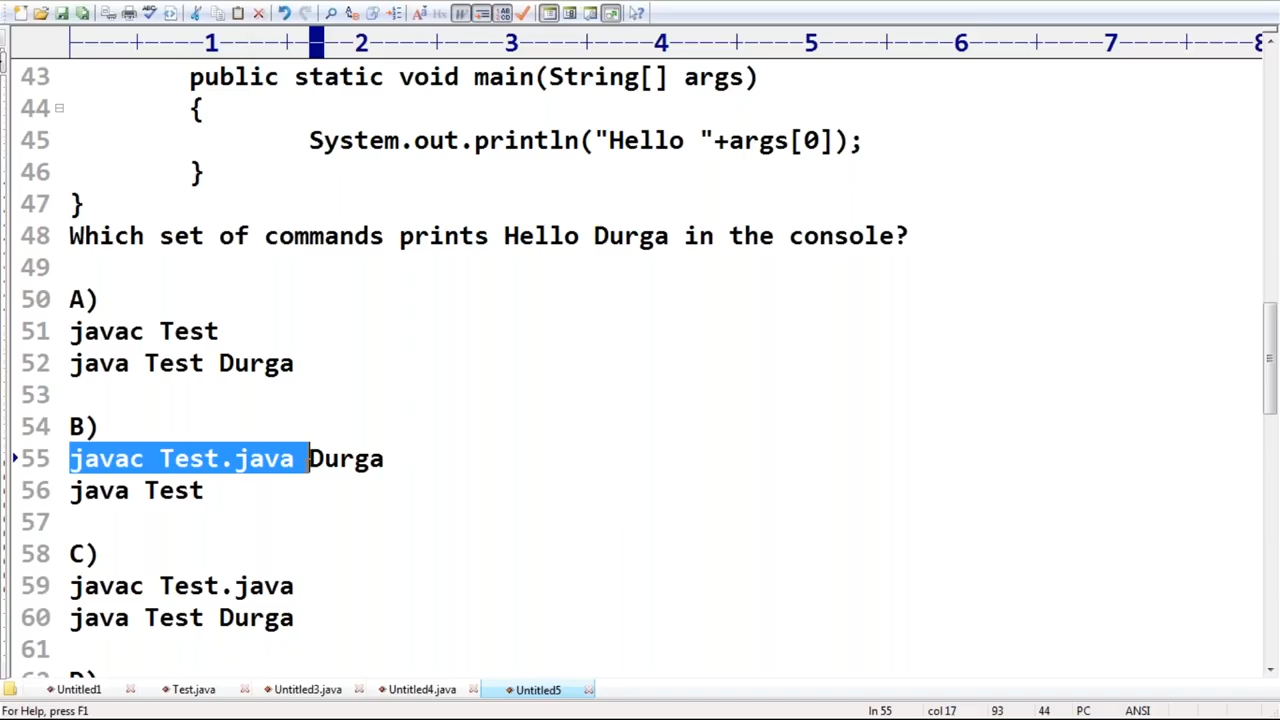 1 2 3 4 5 6 7 8
43 public static void main(String[] args)
44 {
45 System.out.println("Hello "+args[0]);
46 }
47 }
48 Which set of commands prints Hello Durga in the console?
49
50 A)
51 javac Test
52 java Test Durga
53
54 B)
55 javac Test.java Durga
56 java Test
57
58 C)
59 javac Test.java
60 java Test Durga
61
62 D)
Untitled1 Test.java Untitled3.java Untitled4.java Untitled5
For Help, press F1 ln 55 col 17 93 44 PC ANSI